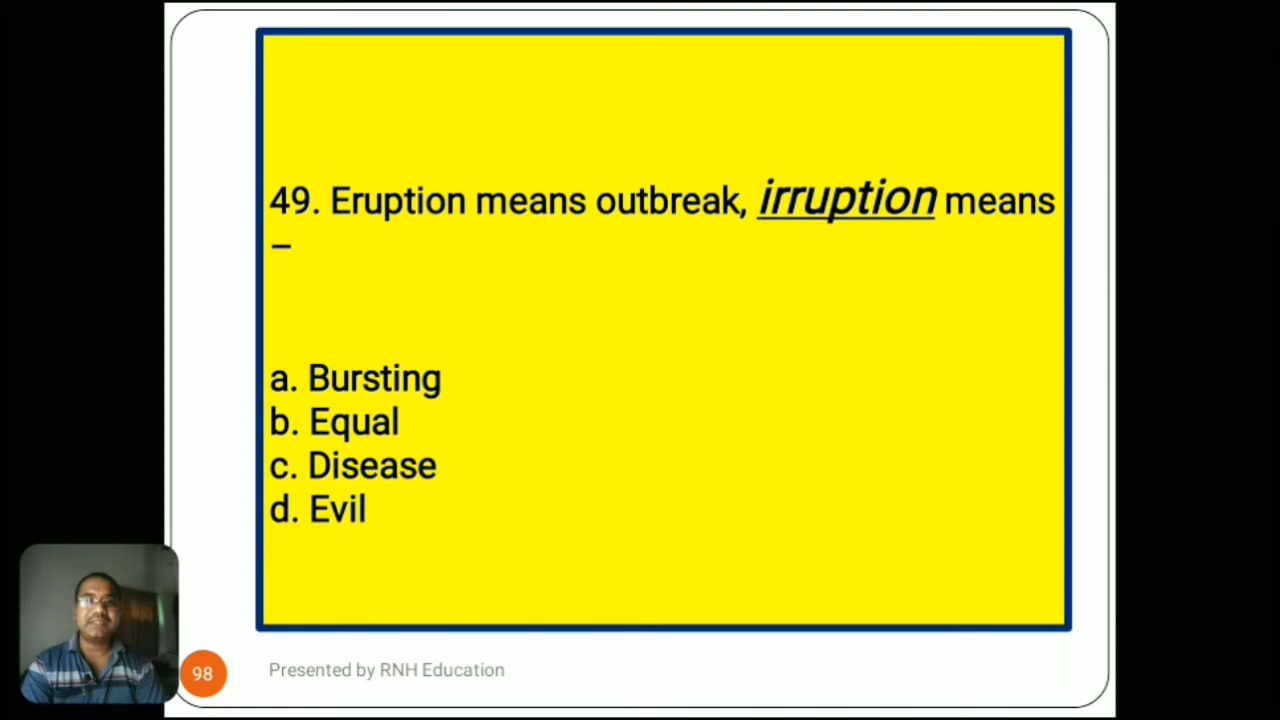 49. Eruption means outbreak, irruption means
–
a. Bursting
b. Equal
c. Disease
d. Evil
98
Presented by RNH Education